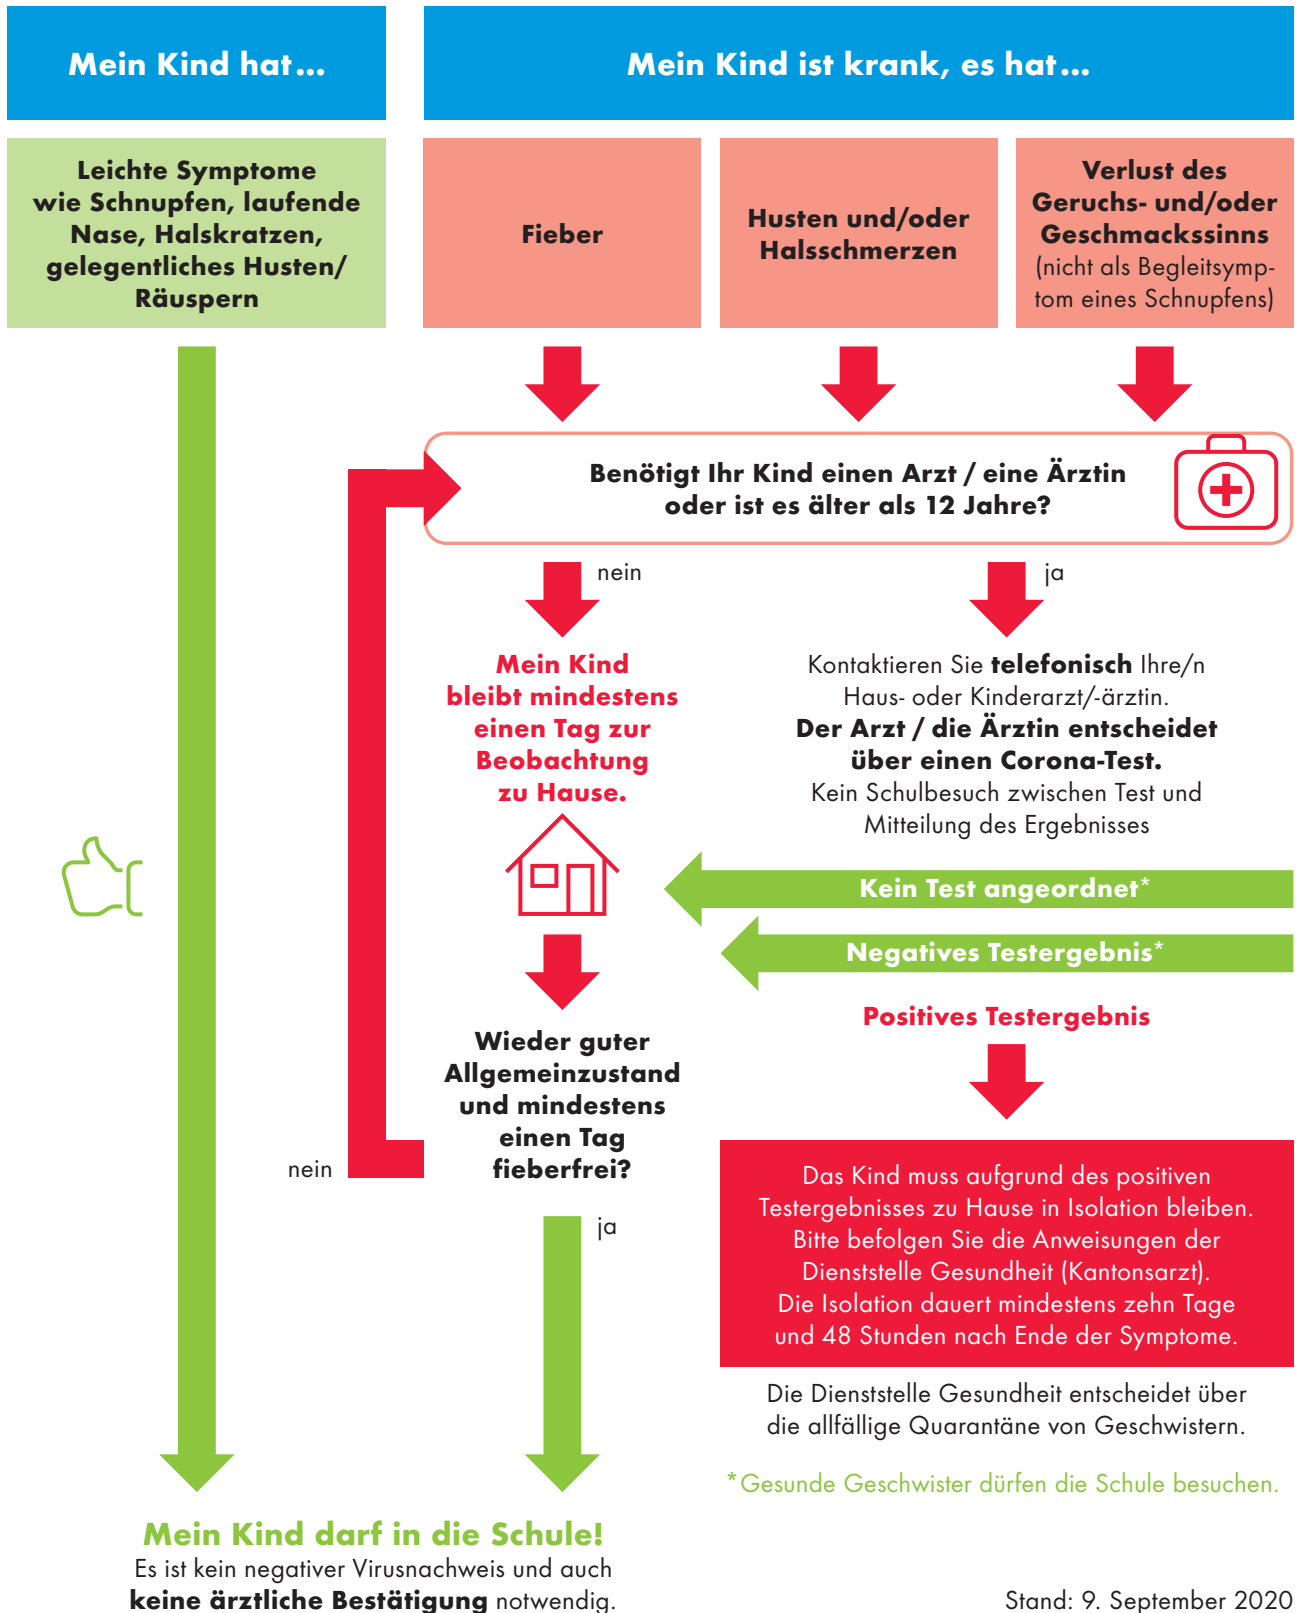 Mein Kind hat...
Mein Kind ist krank, es hat...
Leichte Symptome
wie Schnupfen, laufende
Nase, Halskratzen,
gelegentliches Husten/
Räuspern
Fieber
Husten und/oder
Halsschmerzen
Verlust des
Geruchs- und/oder
Geschmackssinns
(nicht als Begleitsymp-
tom eines Schnupfens)
Benötigt Ihr Kind einen Arzt / eine Ärztin
oder ist es älter als 12 Jahre?
nein
ja
Mein Kind
bleibt mindestens
einen Tag zur
Beobachtung
zu Hause.
Kontaktieren Sie telefonisch Ihre/n
Haus- oder Kinderarzt/-ärztin.
Der Arzt / die Ärztin entscheidet
über einen Corona-Test.
Kein Schulbesuch zwischen Test und
Mitteilung des Ergebnisses
Kein Test angeordnet*
Negatives Testergebnis*
Positives Testergebnis
Wieder guter
Allgemeinzustand
und mindestens
einen Tag
fieberfrei?
nein
ja
Das Kind muss aufgrund des positiven
Testergebnisses zu Hause in Isolation bleiben.
Bitte befolgen Sie die Anweisungen der
Dienststelle Gesundheit (Kantonsarzt).
Die Isolation dauert mindestens zehn Tage
und 48 Stunden nach Ende der Symptome.
Die Dienststelle Gesundheit entscheidet über
die allfällige Quarantäne von Geschwistern.
*Gesunde Geschwister dürfen die Schule besuchen.
Mein Kind darf in die Schule!
Es ist kein negativer Virusnachweis und auch
keine ärztliche Bestätigung notwendig.
Stand: 9. September 2020